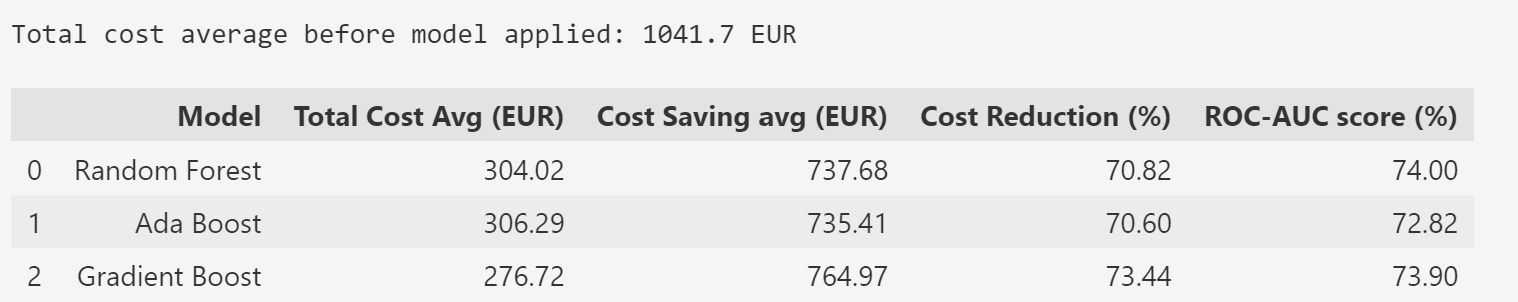 Total cost average before model applied: 1041.7 EUR
Model Total Cost Avg (EUR) Cost Saving avg (EUR) Cost Reduction (%) ROC-AUC score (%)
0 Random Forest 304.02 737.68 70.82 74.00
1 Ada Boost 306.29 735.41 70.60 72.82
2 Gradient Boost 276.72 764.97 73.44 73.90